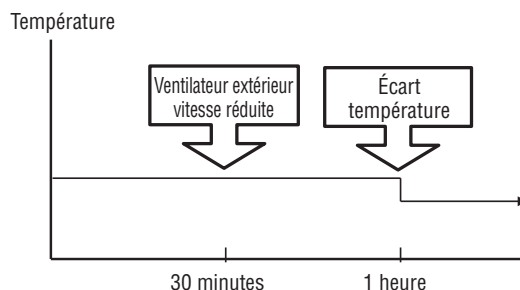 Température
Ventilateur extérieur
vitesse réduite
Écart
température
30 minutes
1 heure